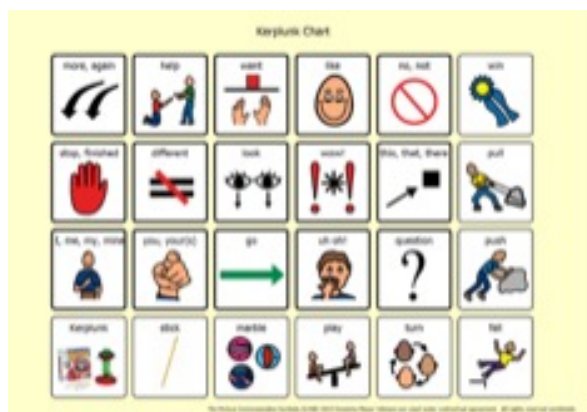 Kerplunk Chart
more, again help want like no, not win
stop, finished different look wow! this, that, there pull
I, me, my, mine you, your(s) go uh oh! question push
Kerplunk stick marble play turn fall